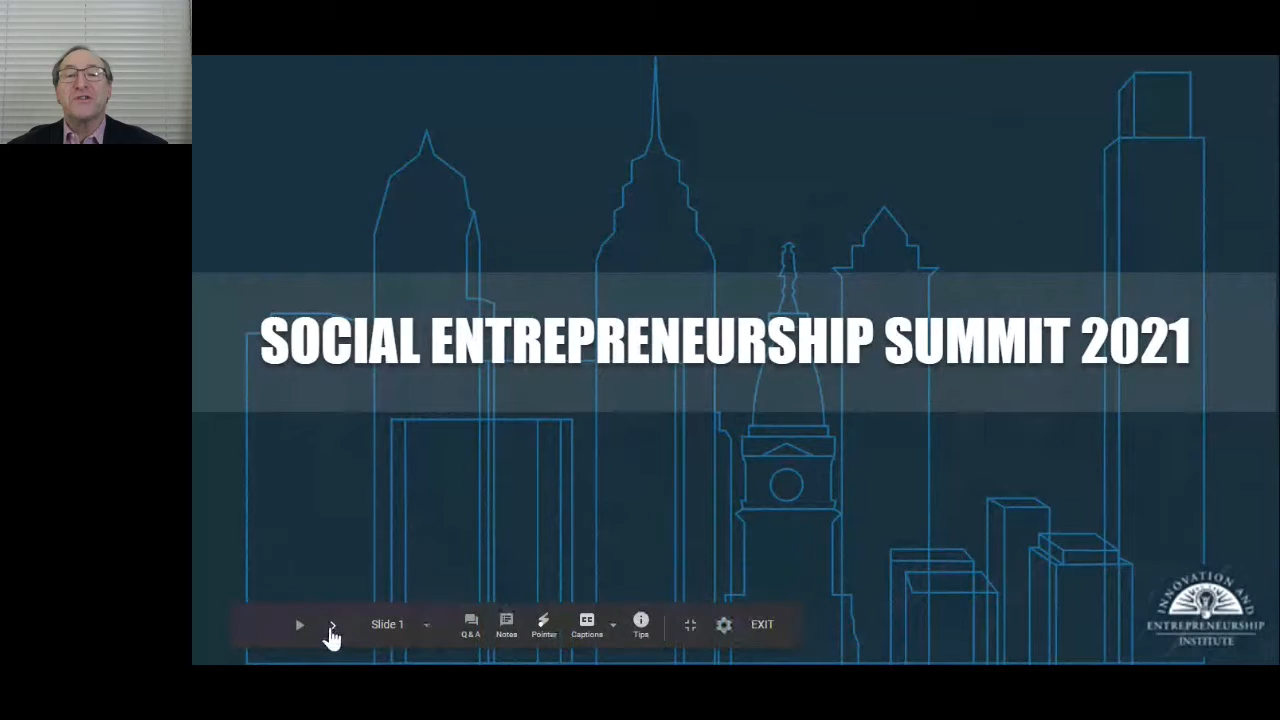 SOCIAL ENTREPRENEURSHIP SUMMIT 2021
Slide 1
Q & A
Notes
Pointer
Captions
Tips
EXIT
INNOVATION AND
ENTREPRENEURSHIP
INSTITUTE